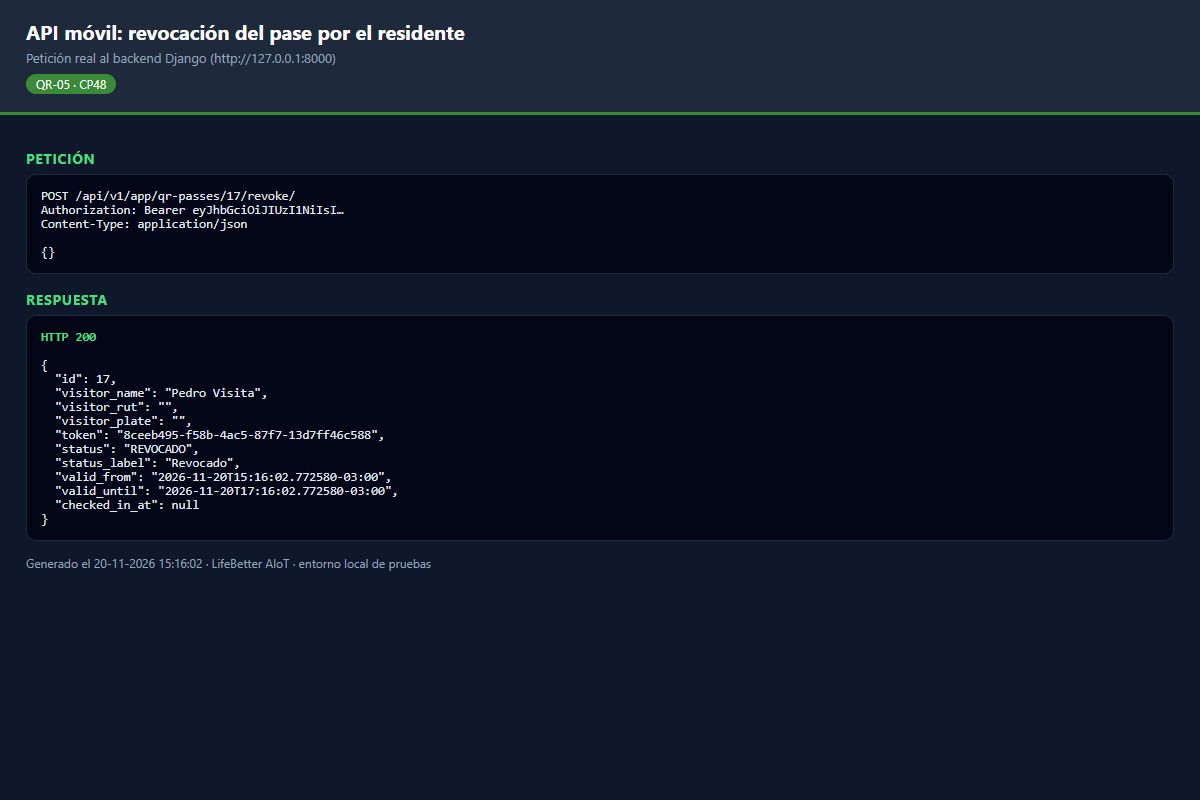 API móvil: revocación del pase por el residente
Petición real al backend Django (http://127.0.0.1:8000)
QR-05 · CP48
PETICIÓN
POST /api/v1/app/qr-passes/17/revoke/
Authorization: Bearer eyJhbGciOiJIUzI1NiIsI…
Content-Type: application/json
{}
RESPUESTA
HTTP 200
{
  "id": 17,
  "visitor_name": "Pedro Visita",
  "visitor_rut": "",
  "visitor_plate": "",
  "token": "8ceeb495-f58b-4ac5-87f7-13d7ff46c588",
  "status": "REVOCADO",
  "status_label": "Revocado",
  "valid_from": "2026-11-20T15:16:02.772580-03:00",
  "valid_until": "2026-11-20T17:16:02.772580-03:00",
  "checked_in_at": null
}
Generado el 20-11-2026 15:16:02 · LifeBetter AIoT · entorno local de pruebas